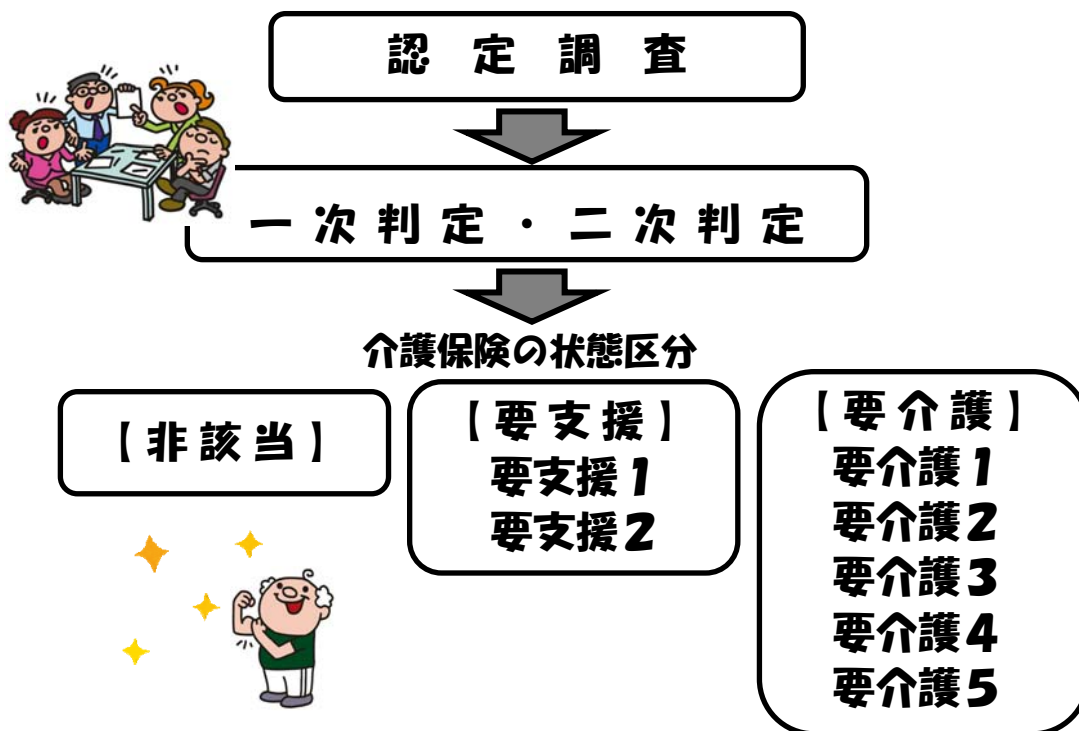 認定調査
一次判定・二次判定
介護保険の状態区分
【非該当】
【要支援】
要支援1
要支援2
【要介護】
要介護1
要介護2
要介護3
要介護4
要介護5